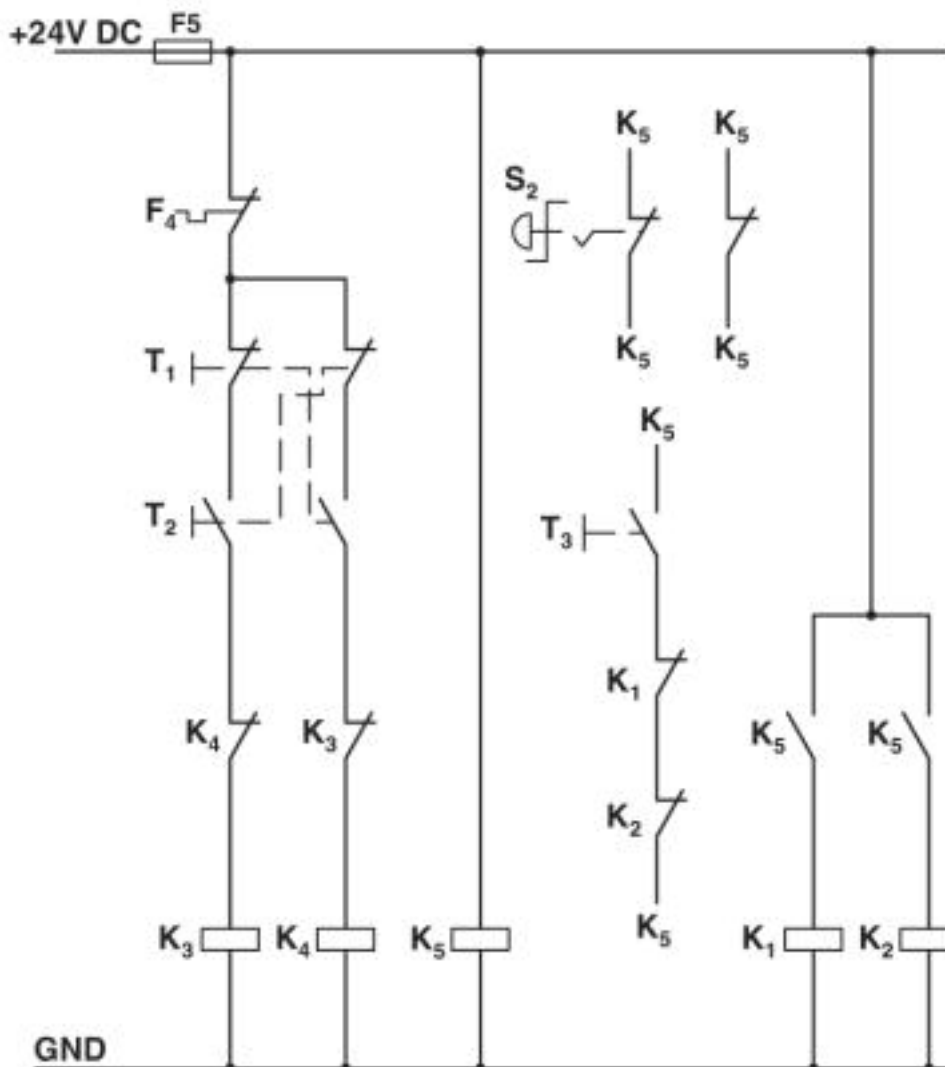 +24V DC
F5
K₅ K₅
S₂
F₄
K₅ K₅
T₁
K₅
T₂
T₃
K₁
K₄ K₃ K₅ K₅
K₂
K₅
K₃ K₄ K₅ K₁ K₂
GND